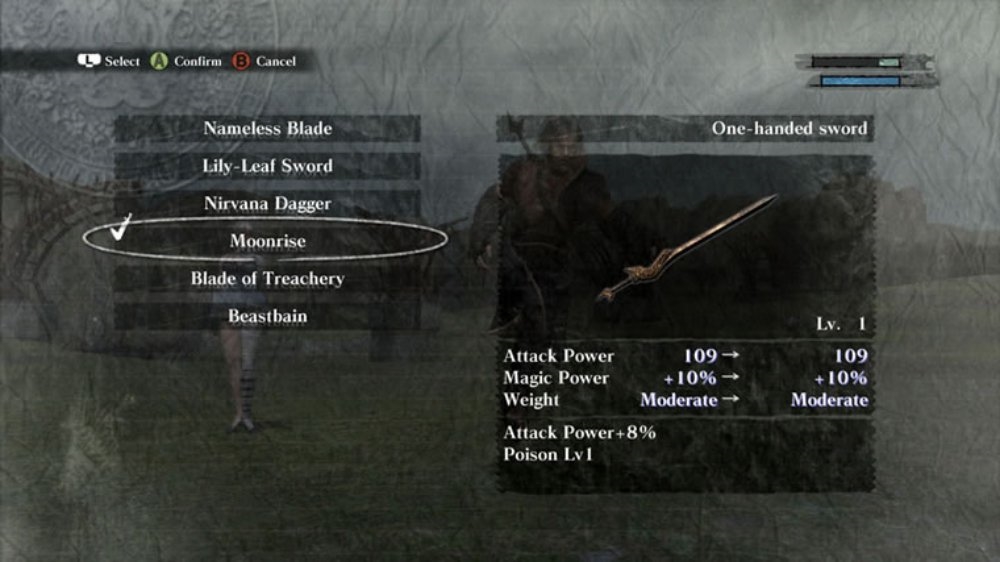 L Select A Confirm B Cancel
Nameless Blade
Lily-Leaf Sword
Nirvana Dagger
Moonrise
Blade of Treachery
Beastbain
One-handed sword
Lv. 1
Attack Power 109→ 109
Magic Power +10%→ +10%
Weight Moderate→ Moderate
Attack Power+8%
Poison Lv1